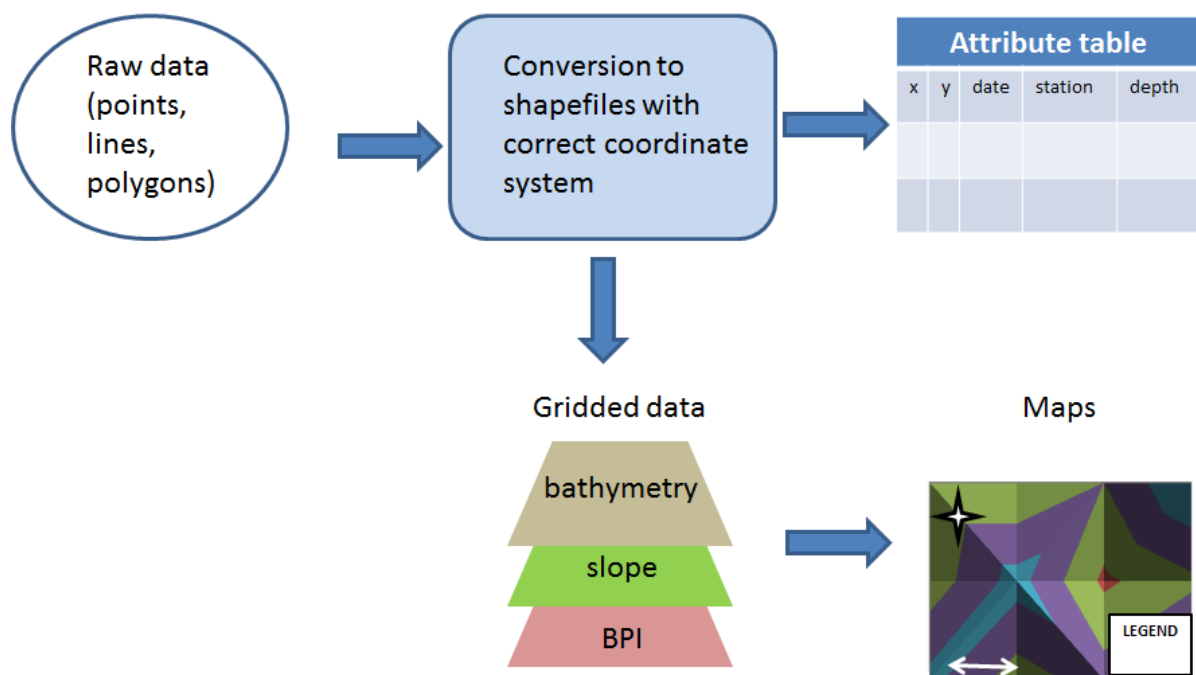 Raw data
(points,
lines,
polygons)
Conversion to
shapefiles with
correct coordinate
system
Attribute table
x y date station depth
Gridded data
bathymetry
slope
BPI
Maps
LEGEND